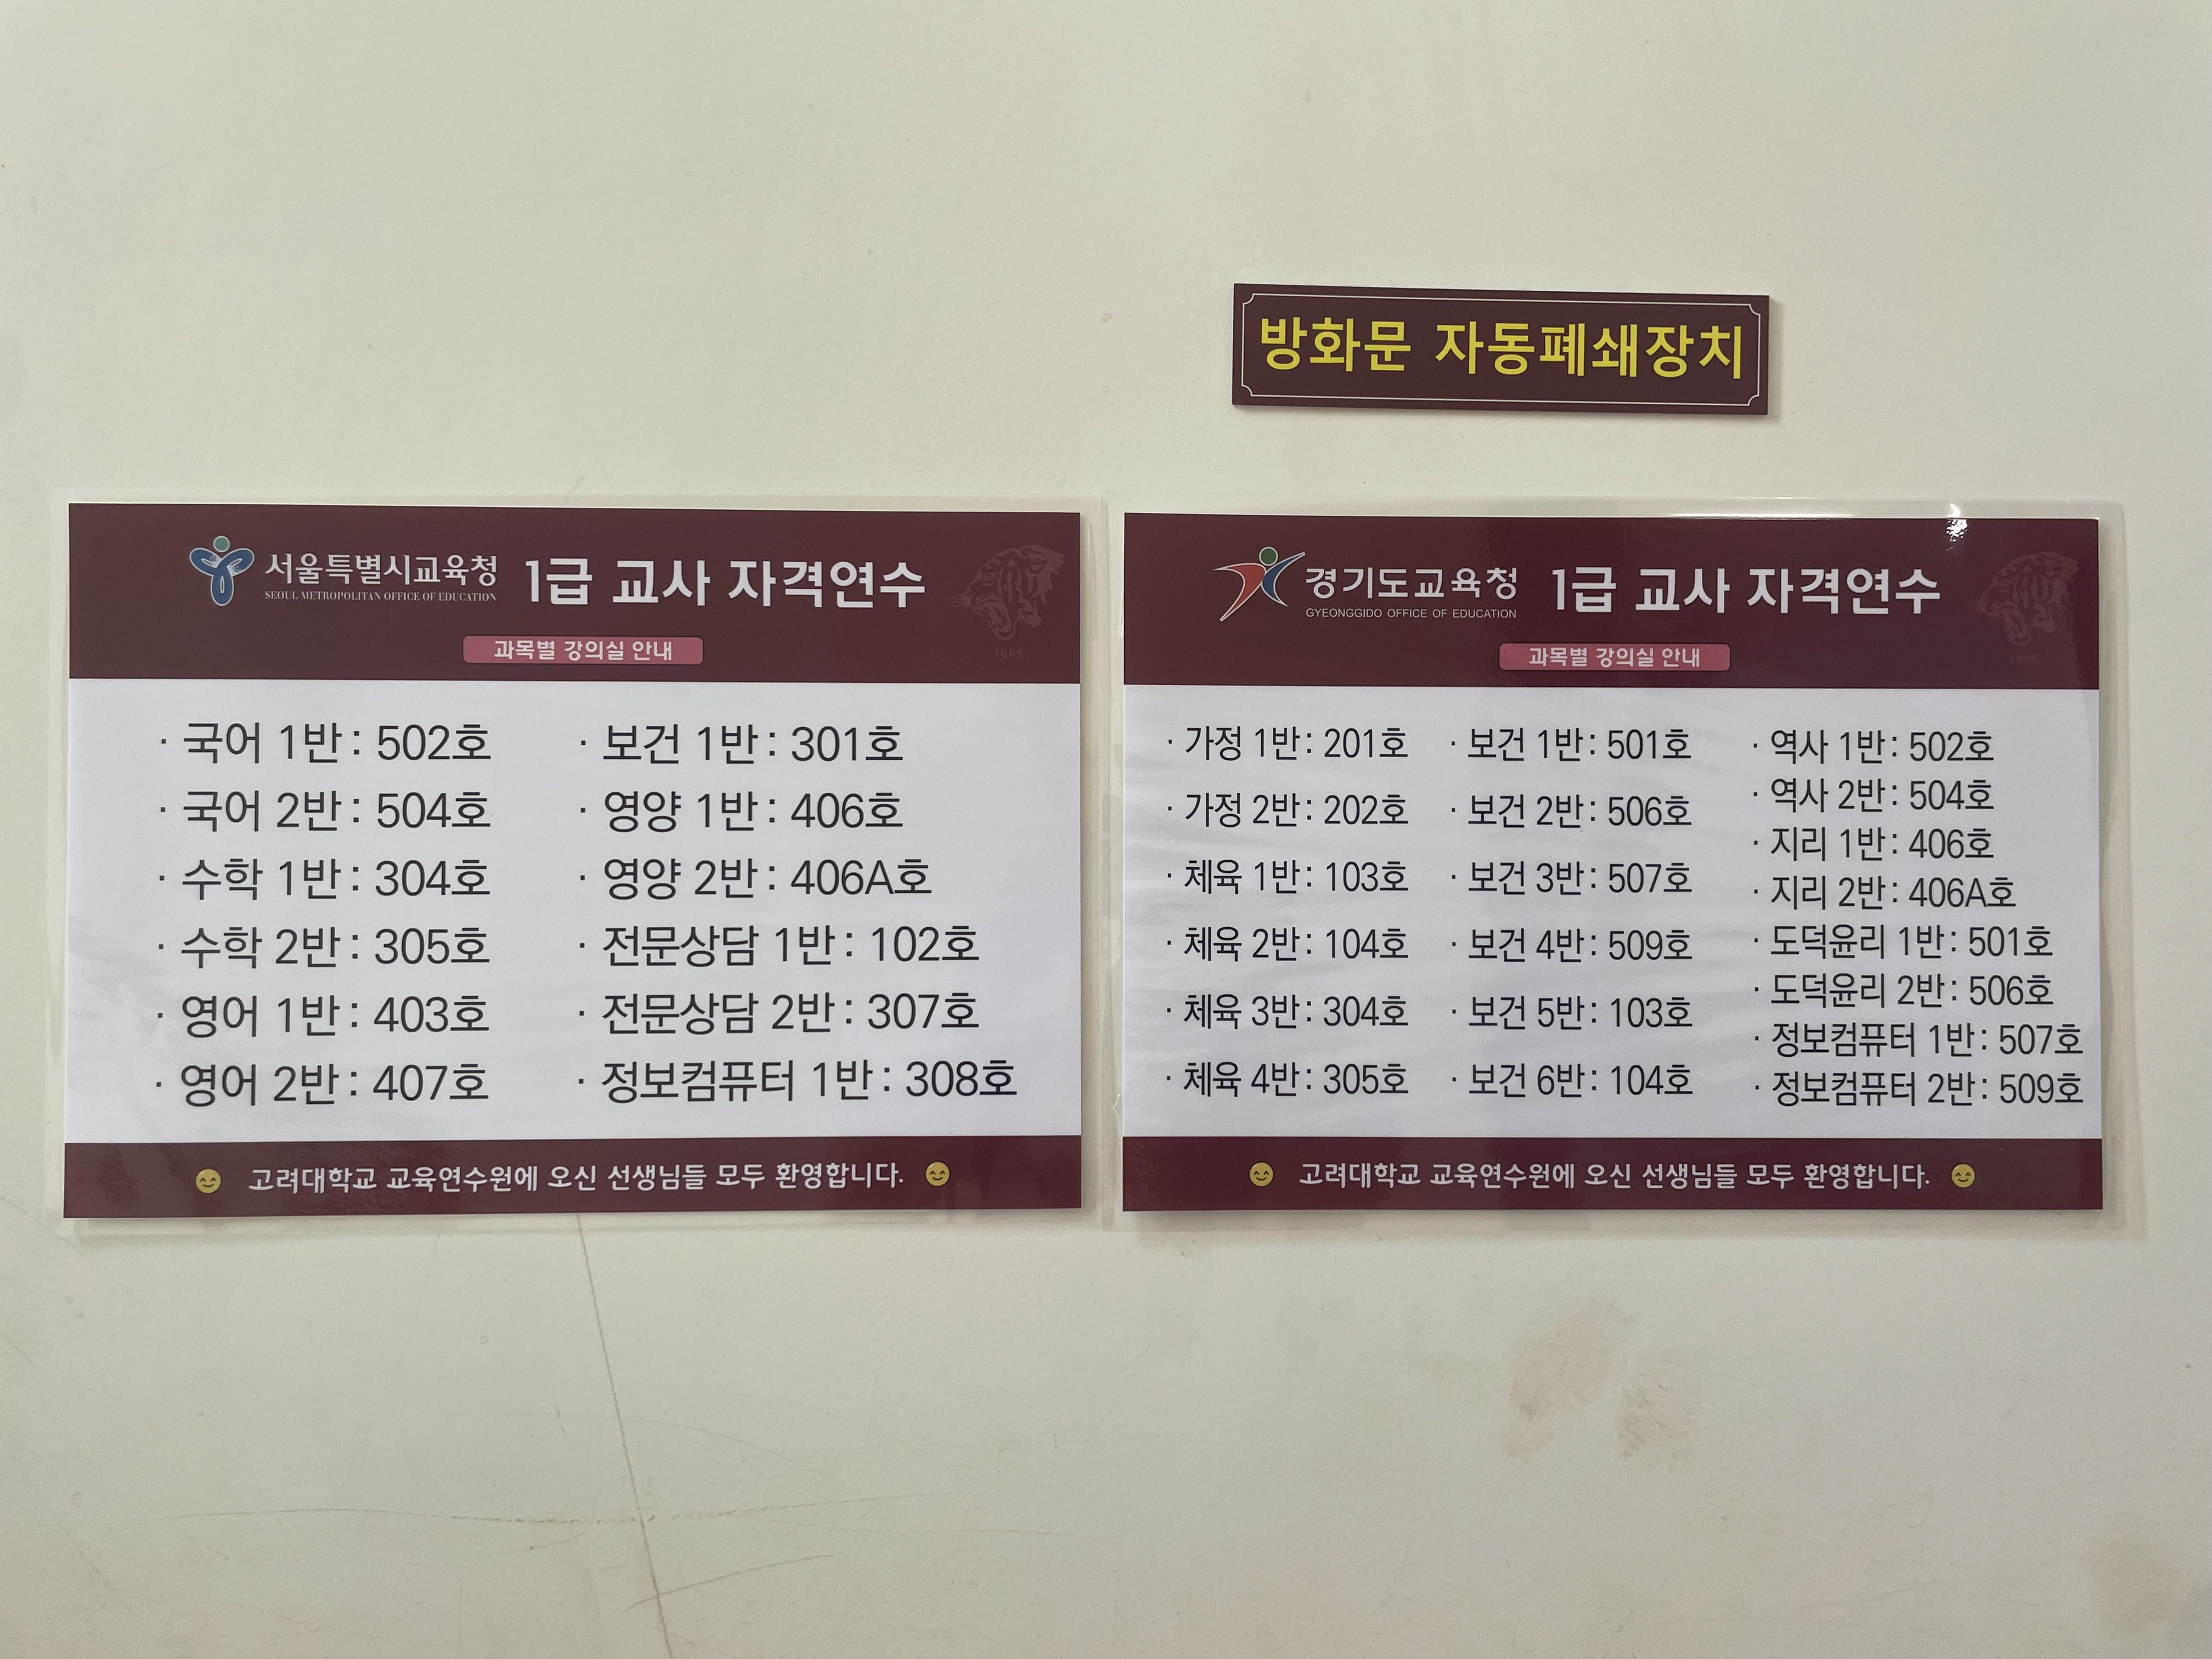 방화문 자동폐쇄장치
서울특별시교육청 1급 교사 자격연수
SEOUL METROPOLITAN OFFICE OF EDUCATION
1905
과목별 강의실 안내
· 국어 1반 : 502호
· 국어 2반 : 504호
· 수학 1반 : 304호
· 수학 2반 : 305호
· 영어 1반 : 403호
· 영어 2반 : 407호
· 보건 1반 : 301호
· 영양 1반 : 406호
· 영양 2반 : 406A호
· 전문상담 1반 : 102호
· 전문상담 2반 : 307호
· 정보컴퓨터 1반 : 308호
고려대학교 교육연수원에 오신 선생님들 모두 환영합니다.
경기도교육청 1급 교사 자격연수
GYEONGGIDO OFFICE OF EDUCATION
1905
과목별 강의실 안내
· 가정 1반 : 201호
· 가정 2반 : 202호
· 체육 1반 : 103호
· 체육 2반 : 104호
· 체육 3반 : 304호
· 체육 4반 : 305호
· 보건 1반 : 501호
· 보건 2반 : 506호
· 보건 3반 : 507호
· 보건 4반 : 509호
· 보건 5반 : 103호
· 보건 6반 : 104호
· 역사 1반 : 502호
· 역사 2반 : 504호
· 지리 1반 : 406호
· 지리 2반 : 406A호
· 도덕윤리 1반 : 501호
· 도덕윤리 2반 : 506호
· 정보컴퓨터 1반 : 507호
· 정보컴퓨터 2반 : 509호
고려대학교 교육연수원에 오신 선생님들 모두 환영합니다.